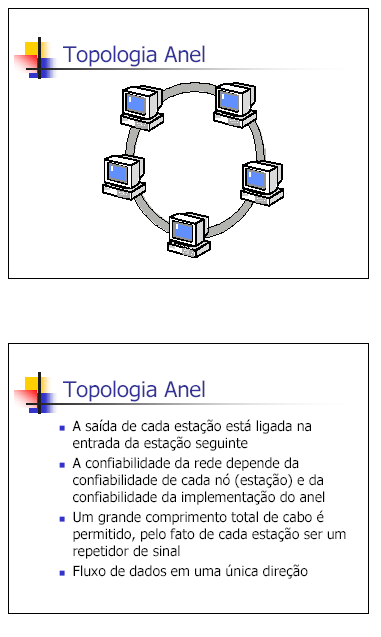 Topologia Anel
Topologia Anel
A saída de cada estação está ligada na
entrada da estação seguinte
A confiabilidade da rede depende da
confiabilidade de cada nó (estação) e da
confiabilidade da implementação do anel
Um grande comprimento total de cabo é
permitido, pelo fato de cada estação ser um
repetidor de sinal
Fluxo de dados em uma única direção